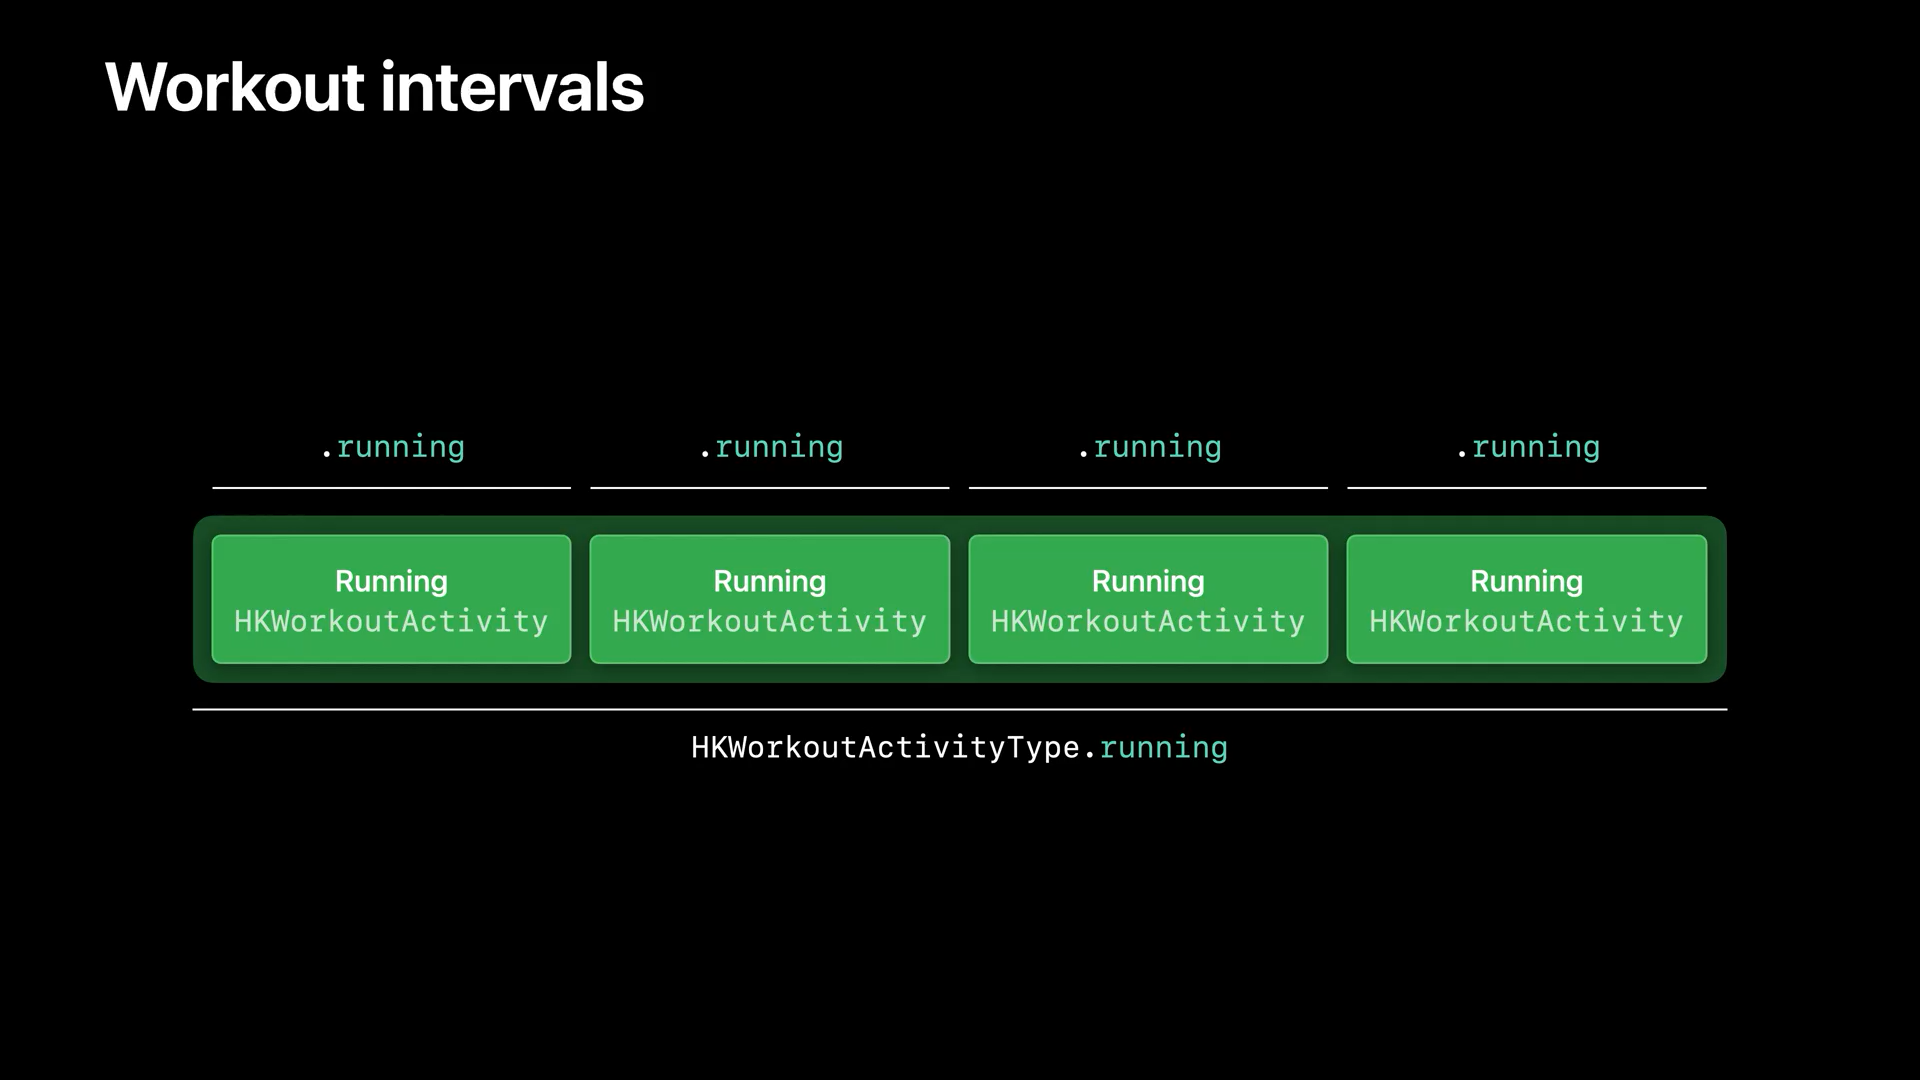 Workout intervals
.running .running .running .running
Running Running Running Running
HKWorkoutActivity HKWorkoutActivity HKWorkoutActivity HKWorkoutActivity
HKWorkoutActivityType.running